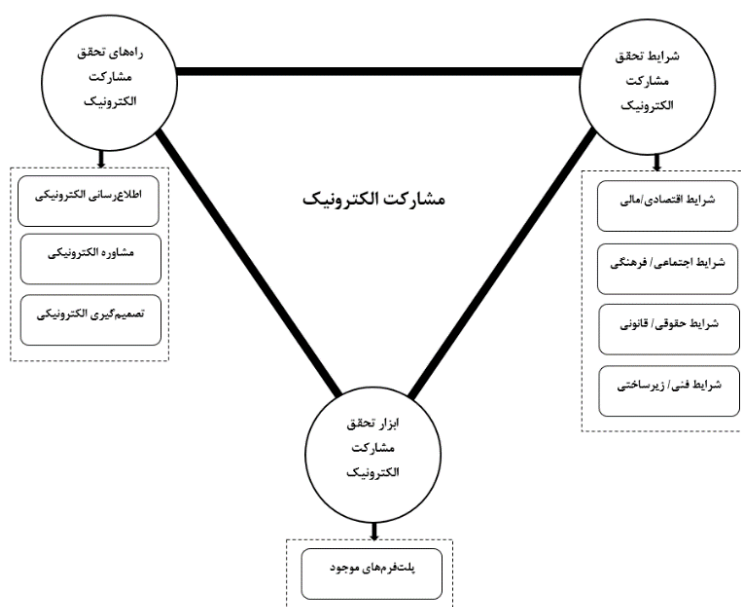 شرایط تحقق
مشارکت
الکترونیک
شرایط اقتصادی/مالی
شرایط اجتماعی/ فرهنگی
شرایط حقوقی/ قانونی
شرایط فنی/ زیرساختی
راه‌های تحقق
مشارکت
الکترونیک
اطلاع‌رسانی الکترونیکی
مشاوره الکترونیکی
تصمیم‌گیری الکترونیکی
مشارکت الکترونیک
ابزار تحقق
مشارکت
الکترونیک
پلت‌فرم‌های موجود